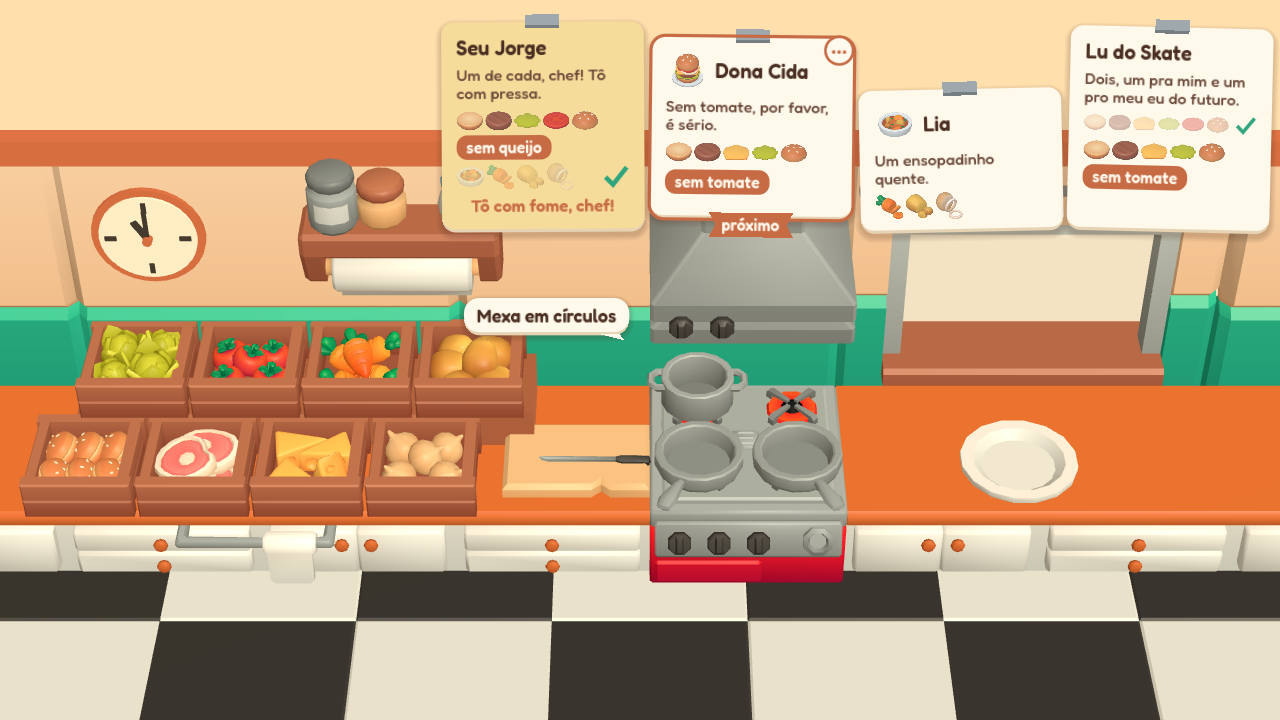 Seu Jorge
Um de cada, chef! Tô
com pressa.
sem queijo
Tô com fome, chef!
Dona Cida
Sem tomate, por favor,
é sério.
sem tomate
próximo
Lia
Um ensopadinho
quente.
Lu do Skate
Dois, um pra mim e um
pro meu eu do futuro.
sem tomate
Mexa em círculos